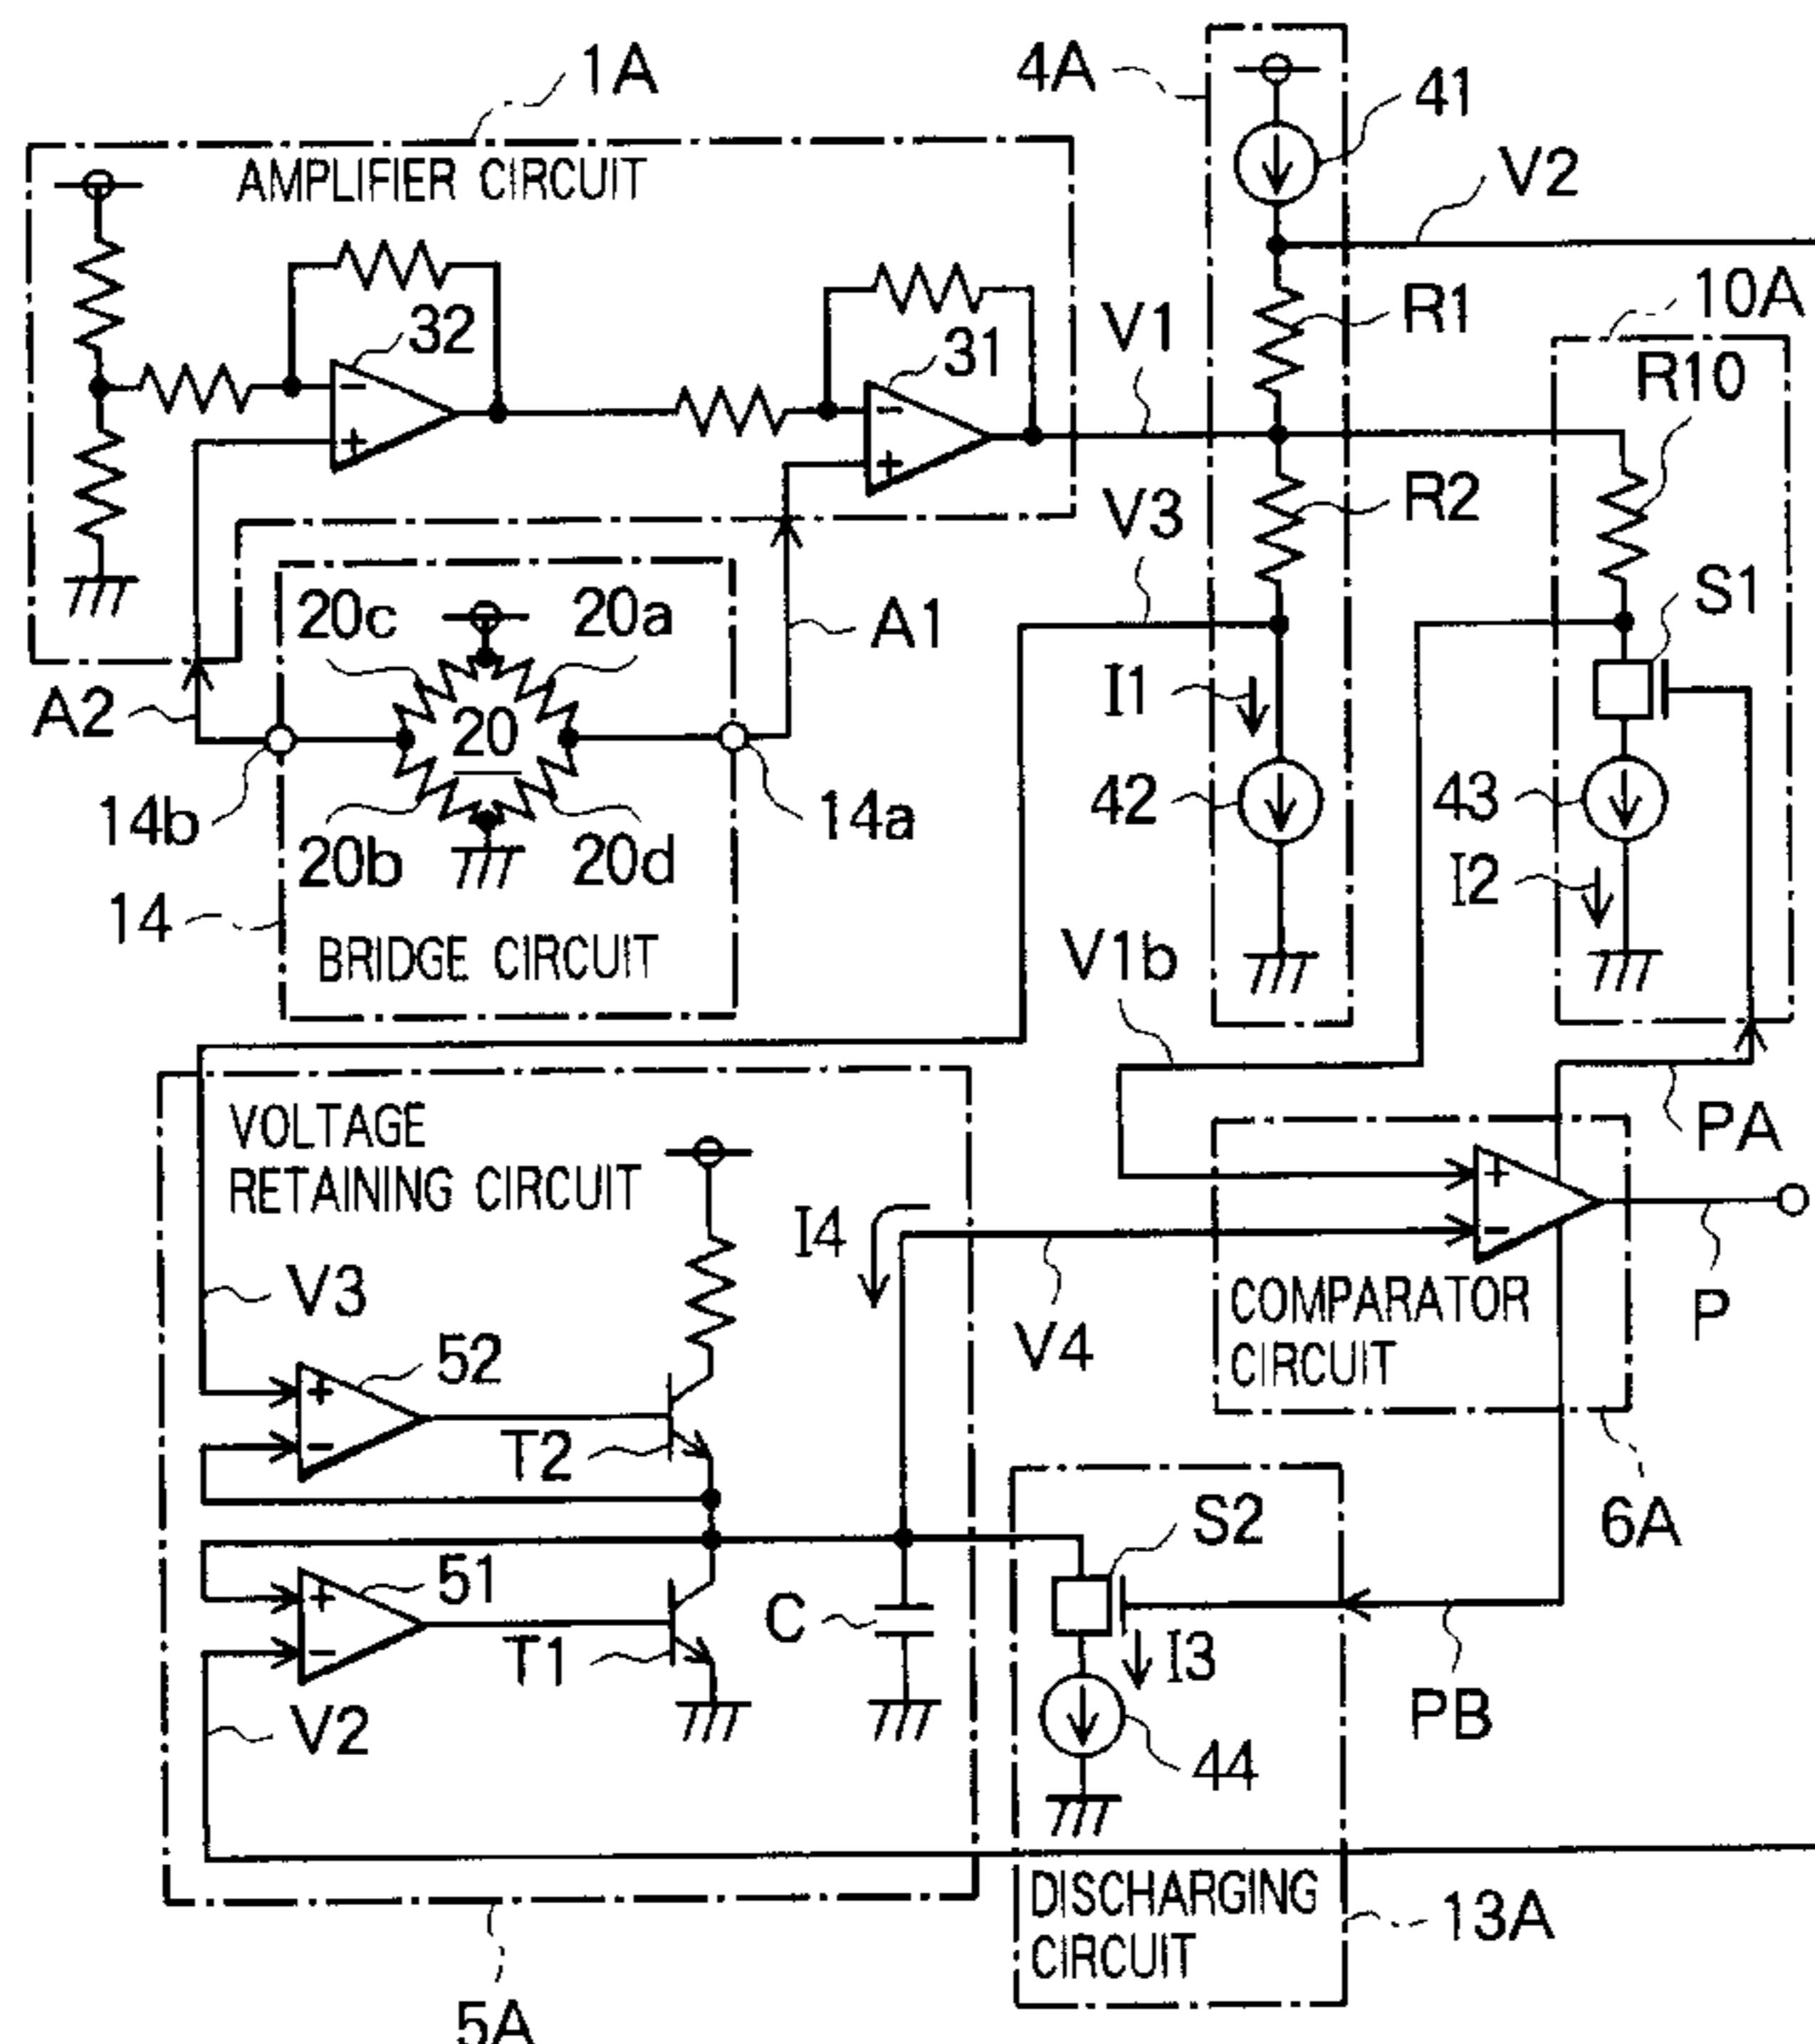 1A
4A
41
AMPLIFIER CIRCUIT
V2
R1
10A
32
31
V1
R10
-
-
+
+
R2
V3
S1
20c
20a
A1
A2
I1
20
14b
14a
42
43
20b
20d
I2
14
BRIDGE CIRCUIT
V1b
VOLTAGE
RETAINING CIRCUIT
PA
+
-
I4
P
V3
COMPARATOR
CIRCUIT
V4
52
+
-
T2
S2
6A
51
+
-
C
T1
I3
V2
PB
44
DISCHARGING
CIRCUIT
13A
5A